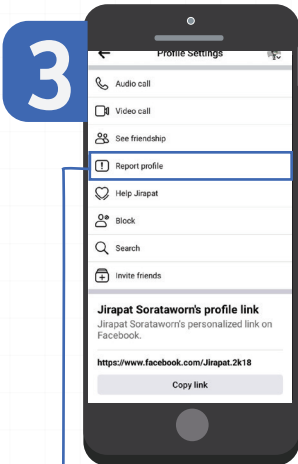 3
Profile Settings
Audio call
Video call
See friendship
Report profile
Help Jirapat
Block
Search
Invite friends
Jirapat Sorataworn's profile link
Jirapat Sorataworn's personalized link on
Facebook.
https://www.facebook.com/Jirapat.2k18
Copy link